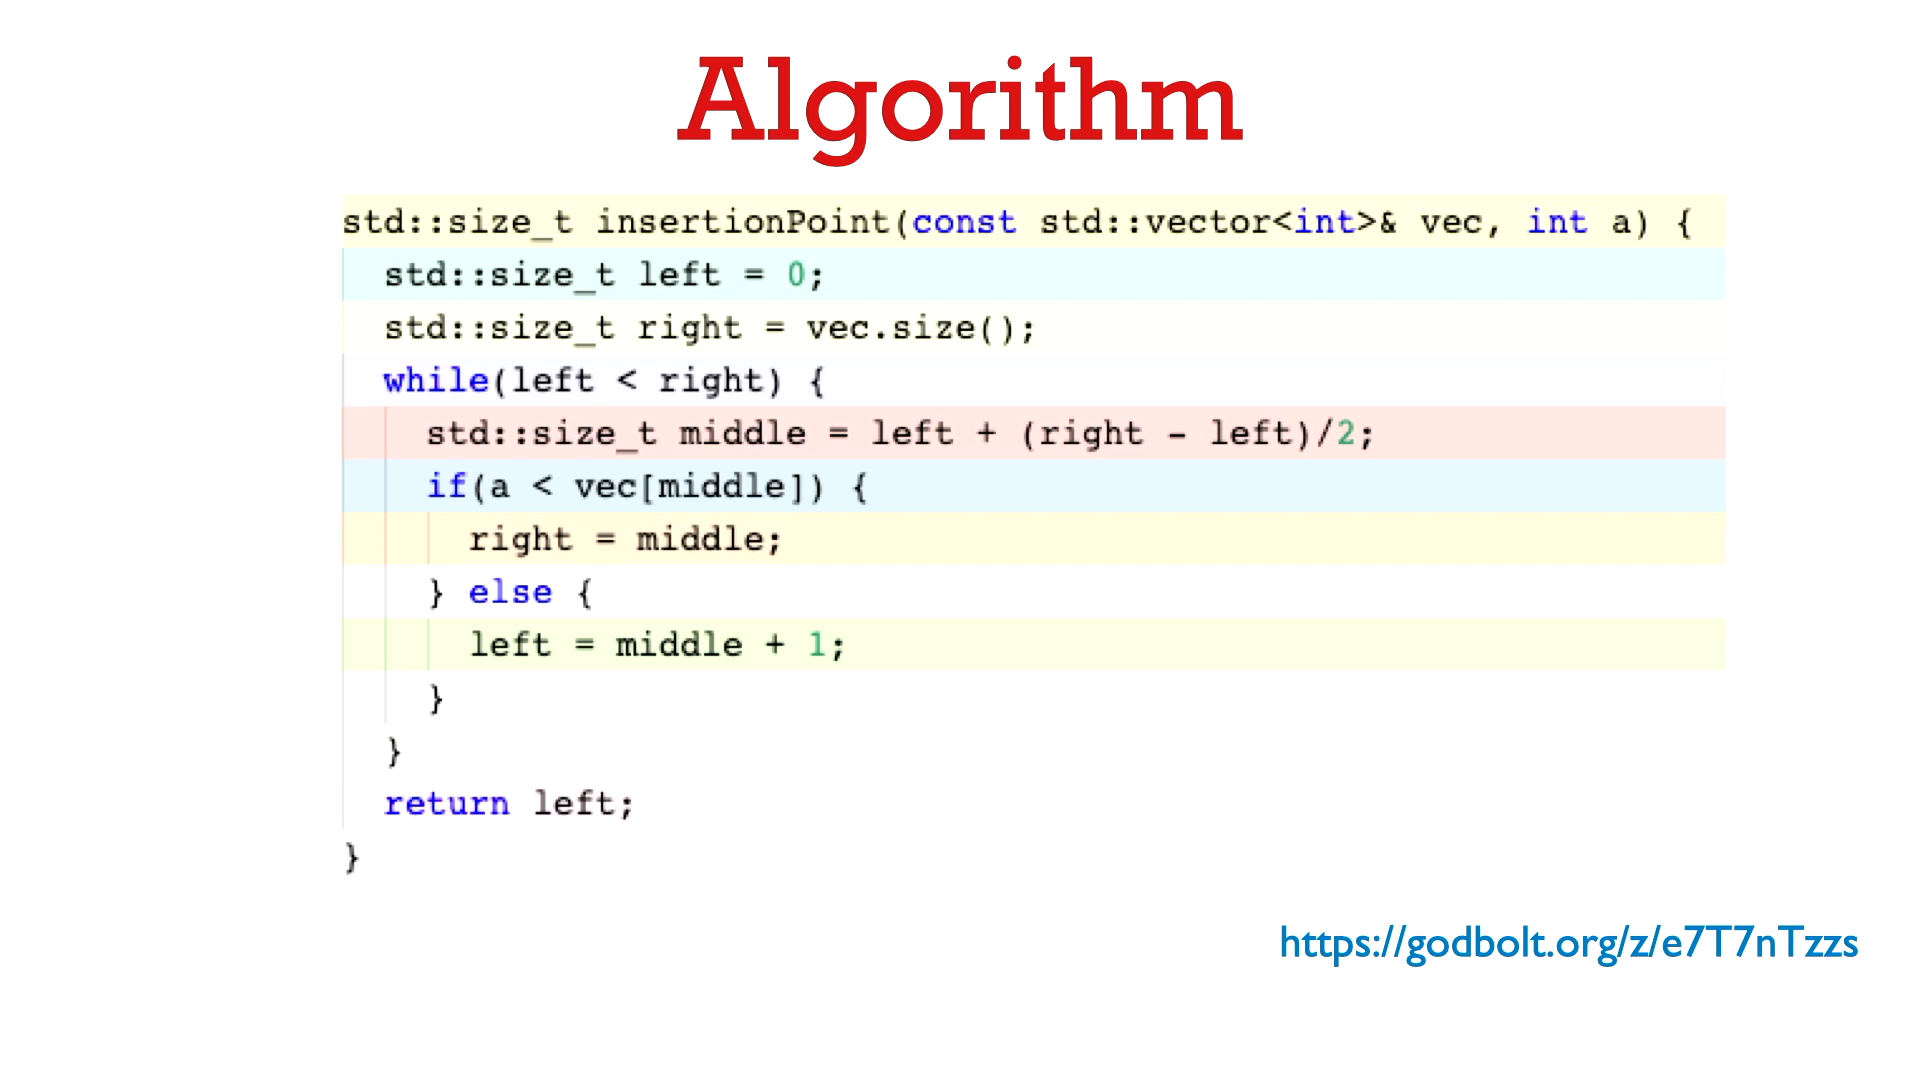 Algorithm
std::size_t insertionPoint(const std::vector<int>& vec, int a) {
  std::size_t left = 0;
  std::size_t right = vec.size();
  while(left < right) {
    std::size_t middle = left + (right - left)/2;
    if(a < vec[middle]) {
      right = middle;
    } else {
      left = middle + 1;
    }
  }
  return left;
}
https://godbolt.org/z/e7T7nTzzs